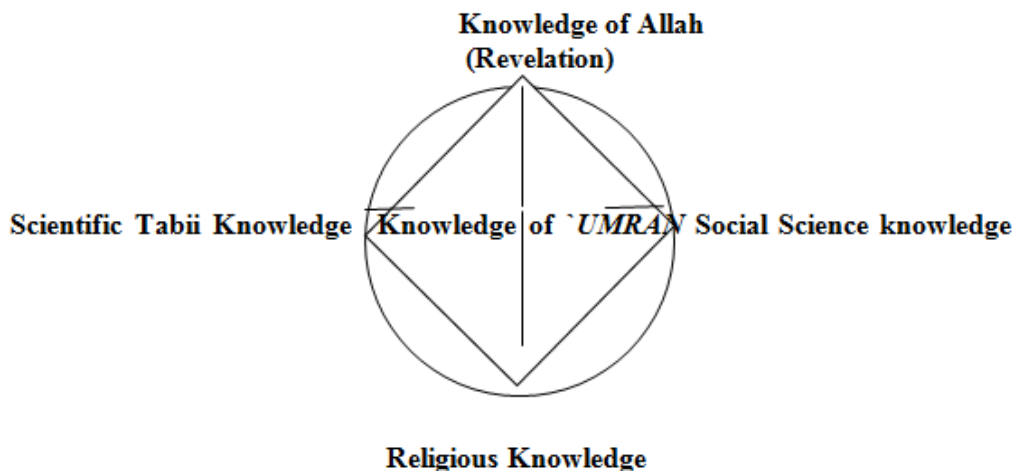 Knowledge of Allah
(Revelation)
Scientific Tabii Knowledge Knowledge of `UMRAN Social Science knowledge
Religious Knowledge